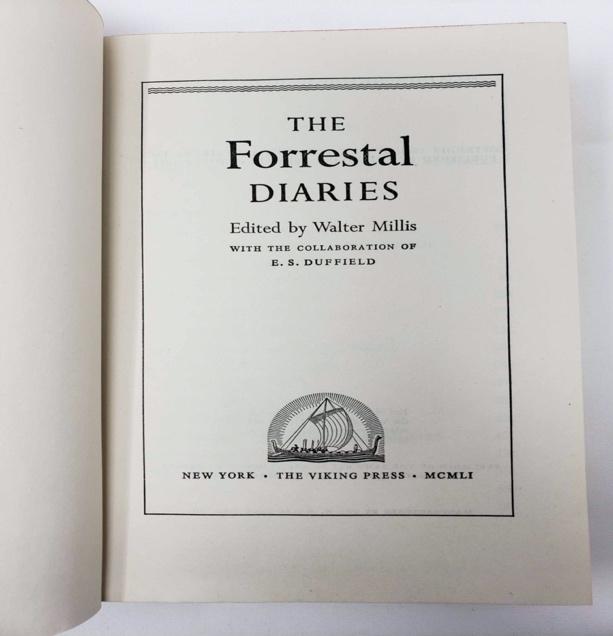 THE
Forrestal
DIARIES
Edited by Walter Millis
WITH THE COLLABORATION OF
E. S. DUFFIELD
NEW YORK • THE VIKING PRESS • MCMLI